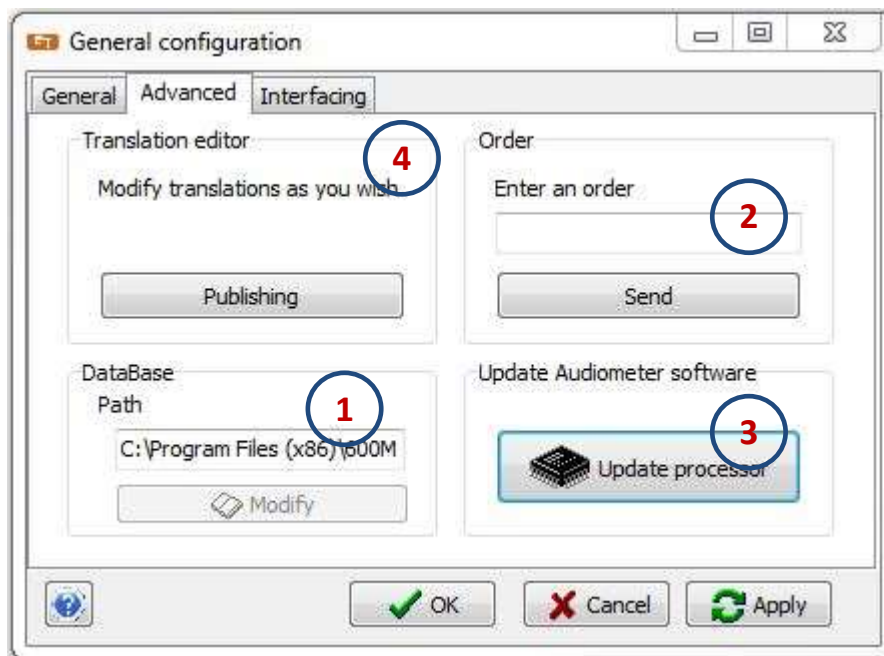 GT General configuration
General Advanced Interfacing
Translation editor
4
Modify translations as you wish
Publishing
Order
Enter an order
2
Send
DataBase
Path
1
C:\Program Files (x86)\600M
Modify
Update Audiometer software
3
Update processor
OK
Cancel
Apply